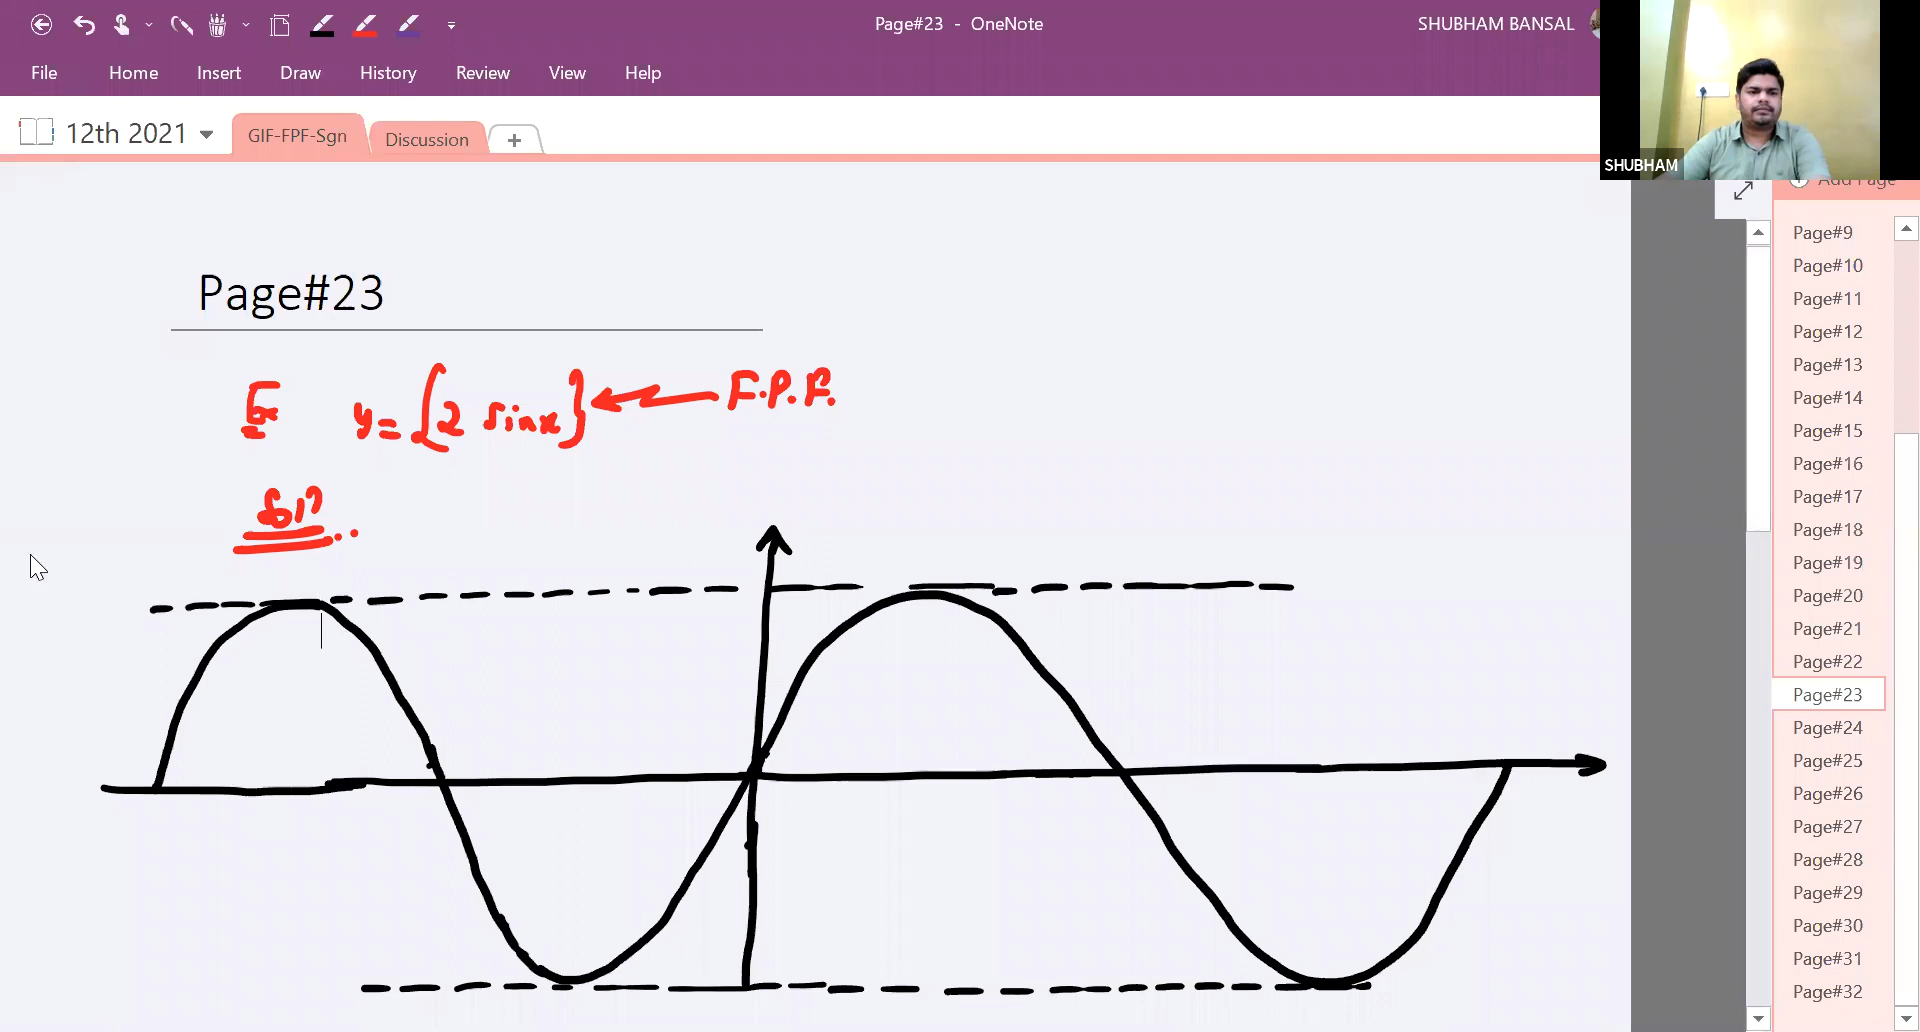 Page#23 - OneNote
SHUBHAM BANSAL
File Home Insert Draw History Review View Help
12th 2021
GIF-FPF-Sgn
Discussion
SHUBHAM
Add Page
Page#9
Page#10
Page#11
Page#12
Page#13
Page#14
Page#15
Page#16
Page#17
Page#18
Page#19
Page#20
Page#21
Page#22
Page#23
Page#24
Page#25
Page#26
Page#27
Page#28
Page#29
Page#30
Page#31
Page#32
Page#23
Ex y = {2 sinx} F.P.F.
Solⁿ..